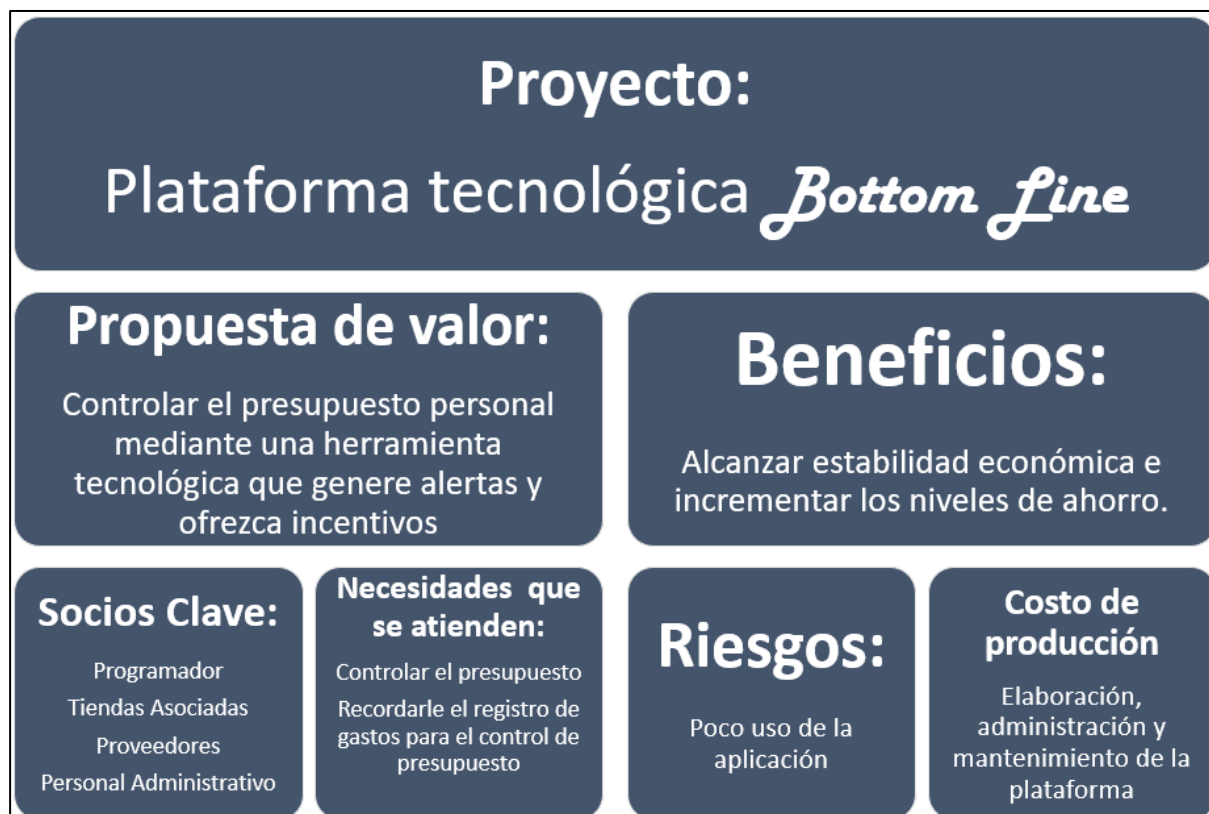 Proyecto:
Plataforma tecnológica Bottom Line
Propuesta de valor:
Controlar el presupuesto personal
mediante una herramienta
tecnológica que genere alertas y
ofrezca incentivos
Beneficios:
Alcanzar estabilidad económica e
incrementar los niveles de ahorro.
Socios Clave:
Programador
Tiendas Asociadas
Proveedores
Personal Administrativo
Necesidades que
se atienden:
Controlar el presupuesto
Recordarle el registro de
gastos para el control de
presupuesto
Riesgos:
Poco uso de la
aplicación
Costo de
producción
Elaboración,
administración y
mantenimiento de la
plataforma